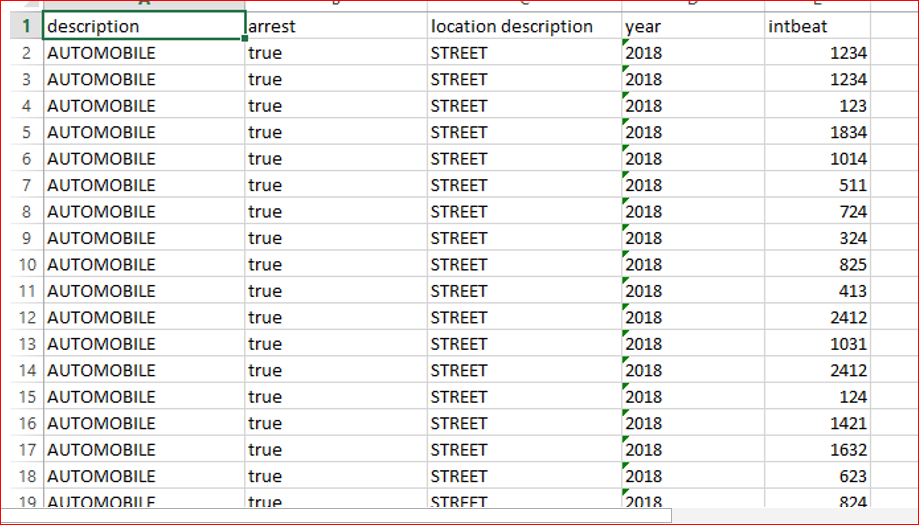 1 description arrest location description year intbeat
2 AUTOMOBILE true STREET 2018 1234
3 AUTOMOBILE true STREET 2018 1234
4 AUTOMOBILE true STREET 2018 123
5 AUTOMOBILE true STREET 2018 1834
6 AUTOMOBILE true STREET 2018 1014
7 AUTOMOBILE true STREET 2018 511
8 AUTOMOBILE true STREET 2018 724
9 AUTOMOBILE true STREET 2018 324
10 AUTOMOBILE true STREET 2018 825
11 AUTOMOBILE true STREET 2018 413
12 AUTOMOBILE true STREET 2018 2412
13 AUTOMOBILE true STREET 2018 1031
14 AUTOMOBILE true STREET 2018 2412
15 AUTOMOBILE true STREET 2018 124
16 AUTOMOBILE true STREET 2018 1421
17 AUTOMOBILE true STREET 2018 1632
18 AUTOMOBILE true STREET 2018 623
19 AUTOMOBILE true STREET 2018 824